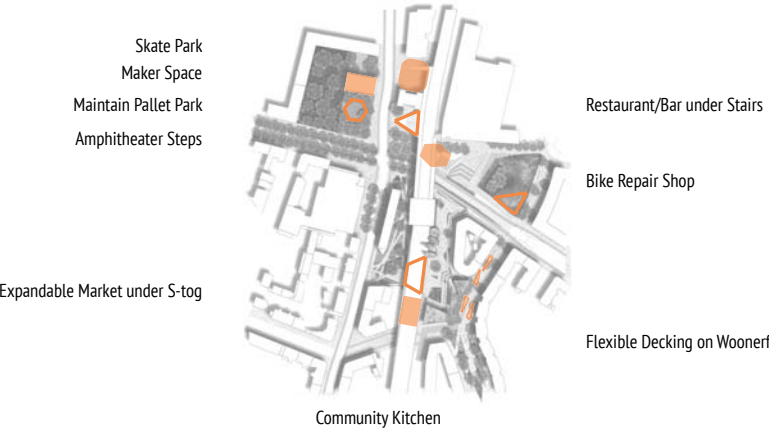 Skate Park
Maker Space
Maintain Pallet Park
Amphitheater Steps
Expandable Market under S-tog
Restaurant/Bar under Stairs
Bike Repair Shop
Flexible Decking on Woonerf
Community Kitchen